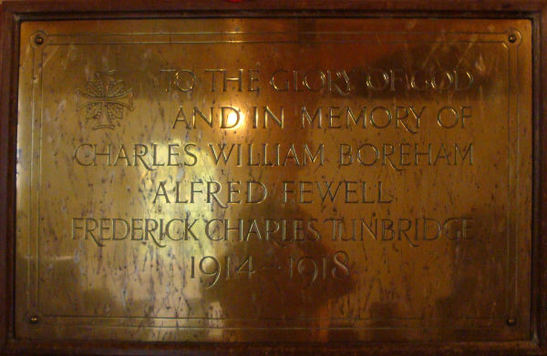 TO THE GLORY OF GOD
AND IN MEMORY OF
CHARLES WILLIAM BOREHAM
ALFRED FEWELL
FREDERICK CHARLES TUNBRIDGE
1914 - 1918